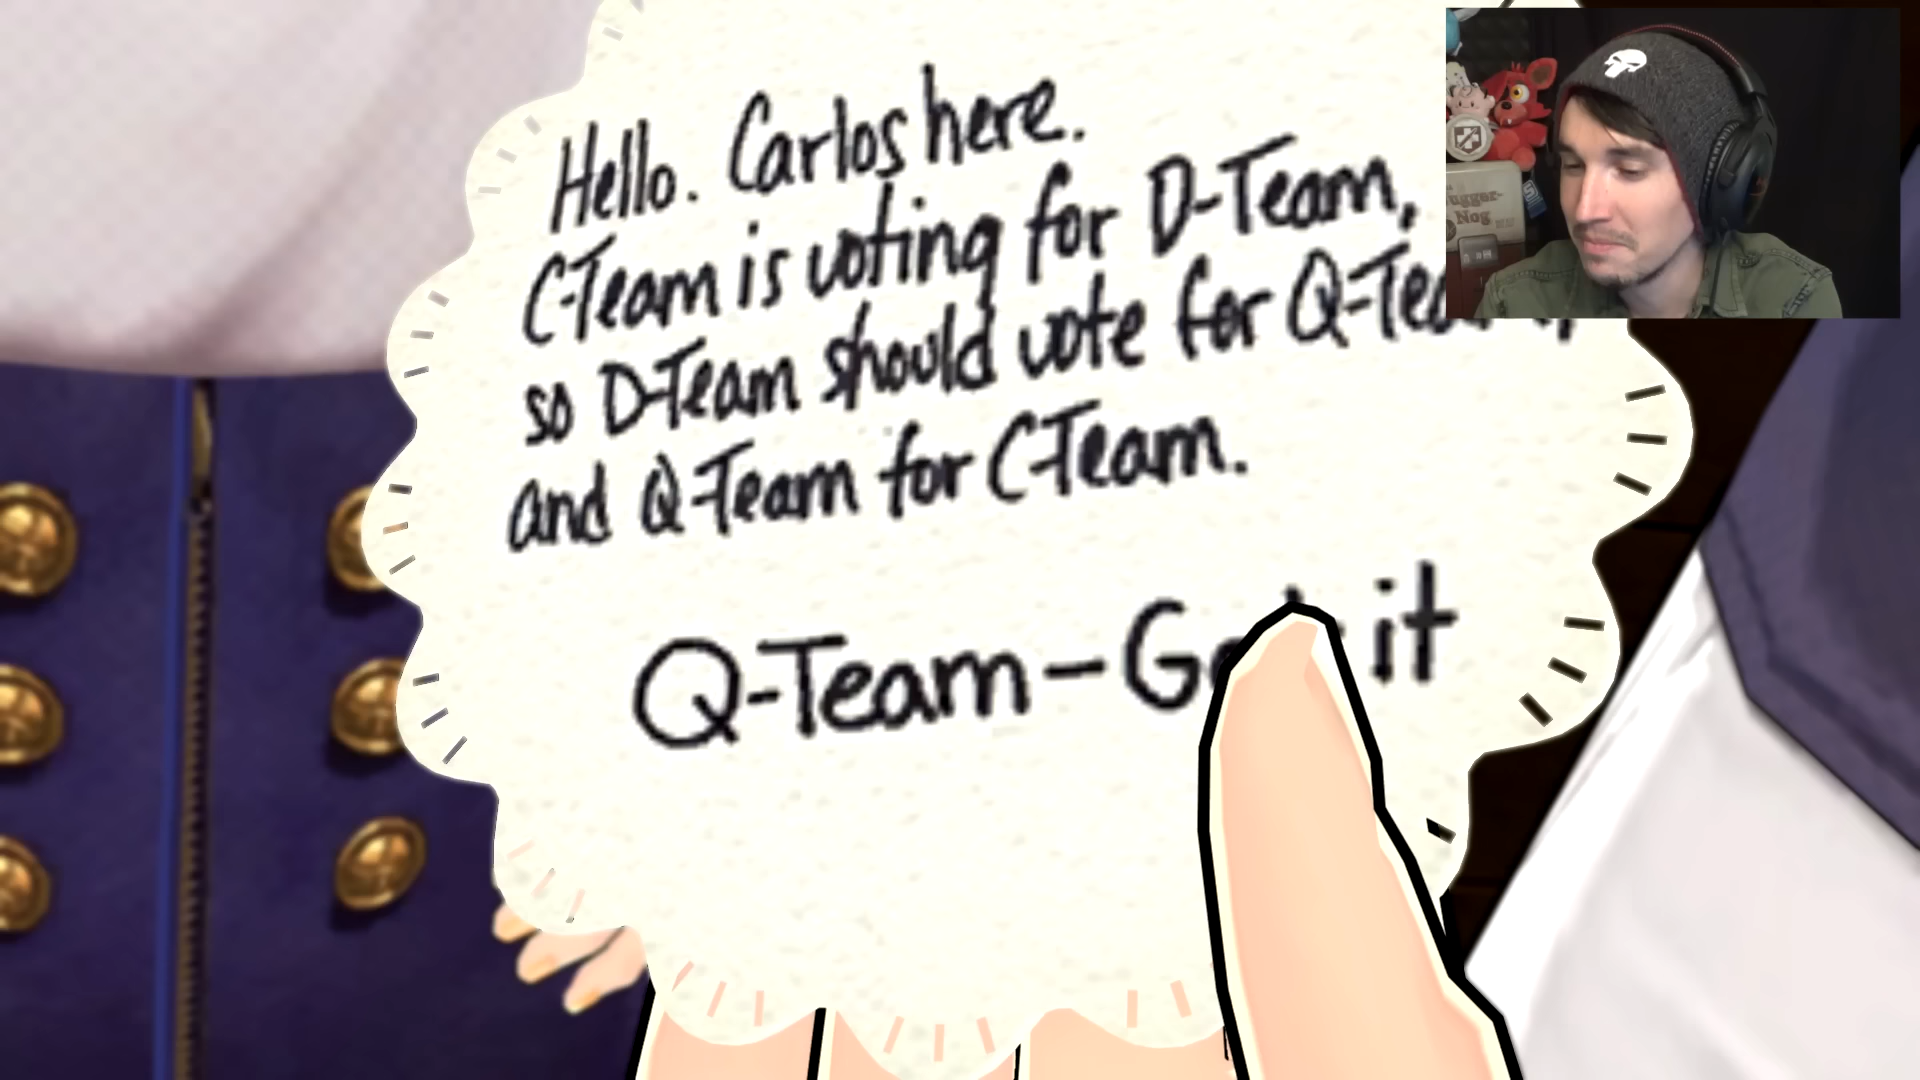 Hello. Carlos here.
C-Team is voting for D-Team,
so D-Team should vote for
and Q-Team for C-Team.
Q-Team - it
Nog